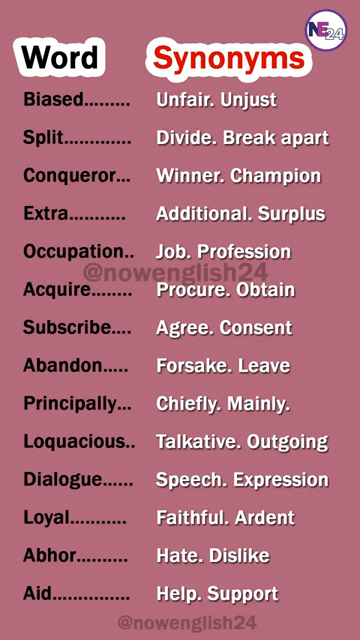 NE24
Word Synonyms
Biased......... Unfair. Unjust
Split............. Divide. Break apart
Conqueror... Winner. Champion
Extra........... Additional. Surplus
Occupation.. Job. Profession
@nowenglish24
Acquire........ Procure. Obtain
Subscribe.... Agree. Consent
Abandon..... Forsake. Leave
Principally... Chiefly. Mainly.
Loquacious.. Talkative. Outgoing
Dialogue...... Speech. Expression
Loyal........... Faithful. Ardent
Abhor.......... Hate. Dislike
Aid............... Help. Support
@nowenglish24